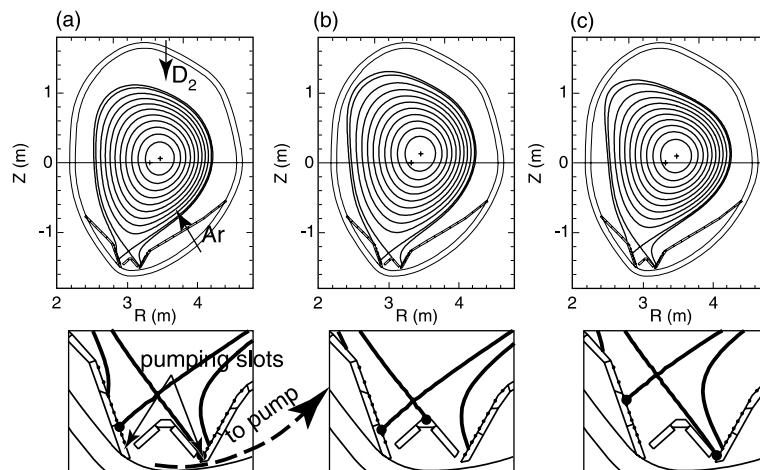 (a)
(b)
(c)
D2
Ar
Z (m)
1
0
-1
2 3 4
R (m)
Z (m)
1
0
-1
2 3 4
R (m)
Z (m)
1
0
-1
2 3 4
R (m)
pumping slots
to pump